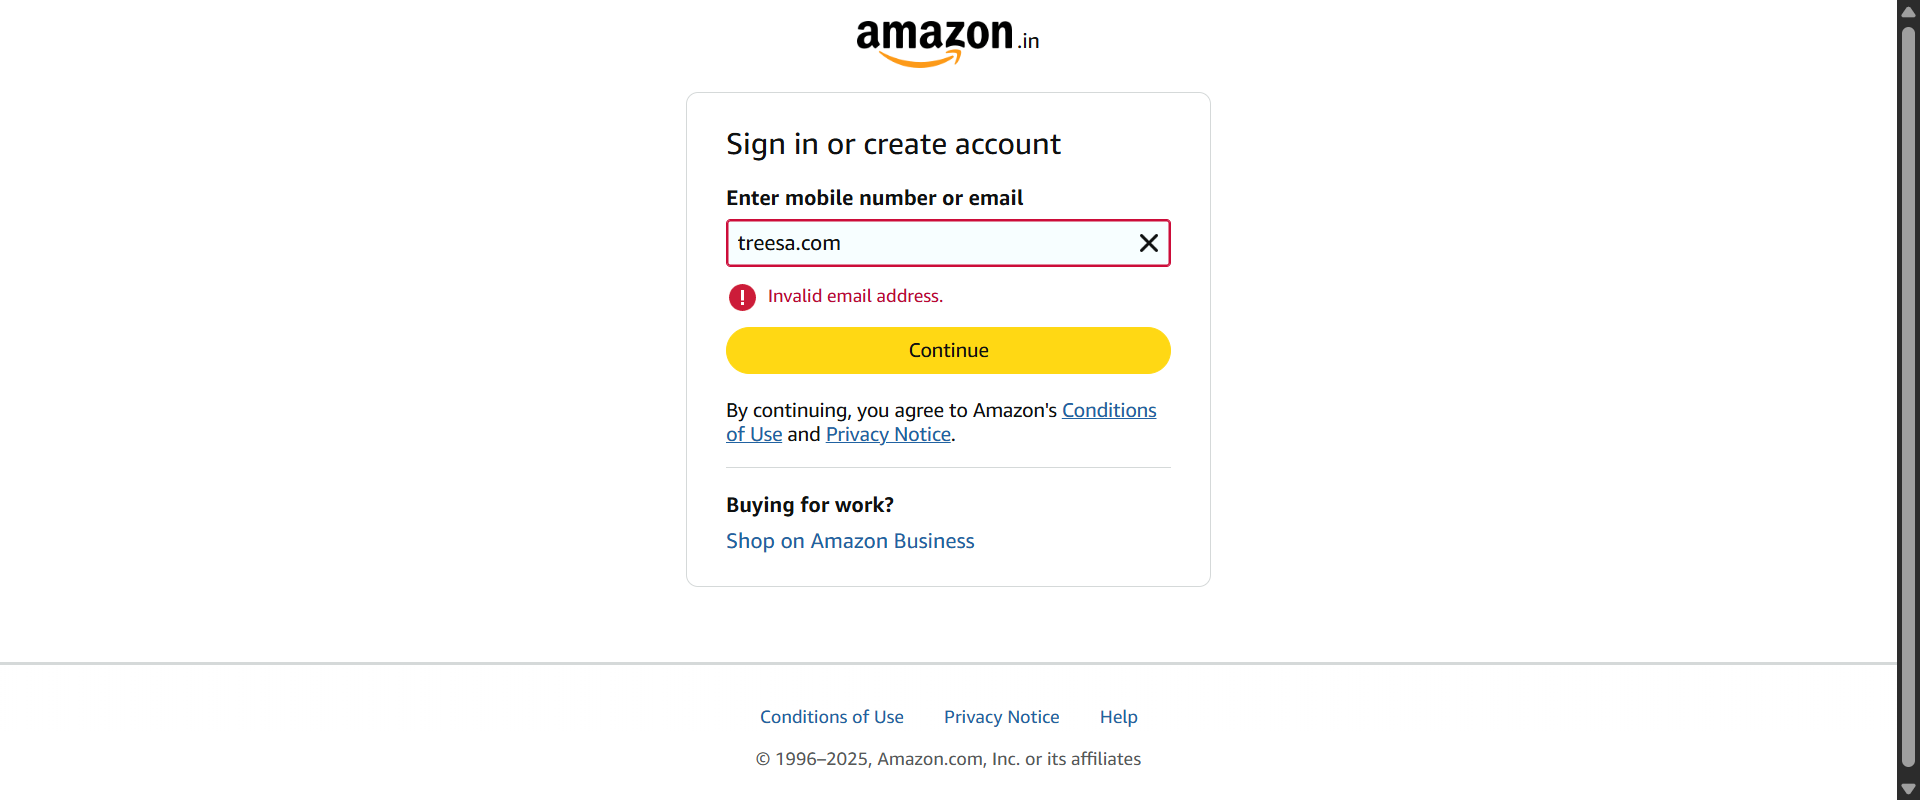 amazon.in
Sign in or create account
Enter mobile number or email
treesa.com
Invalid email address.
Continue
By continuing, you agree to Amazon's Conditions
of Use and Privacy Notice.
Buying for work?
Shop on Amazon Business
Conditions of Use Privacy Notice Help
© 1996–2025, Amazon.com, Inc. or its affiliates